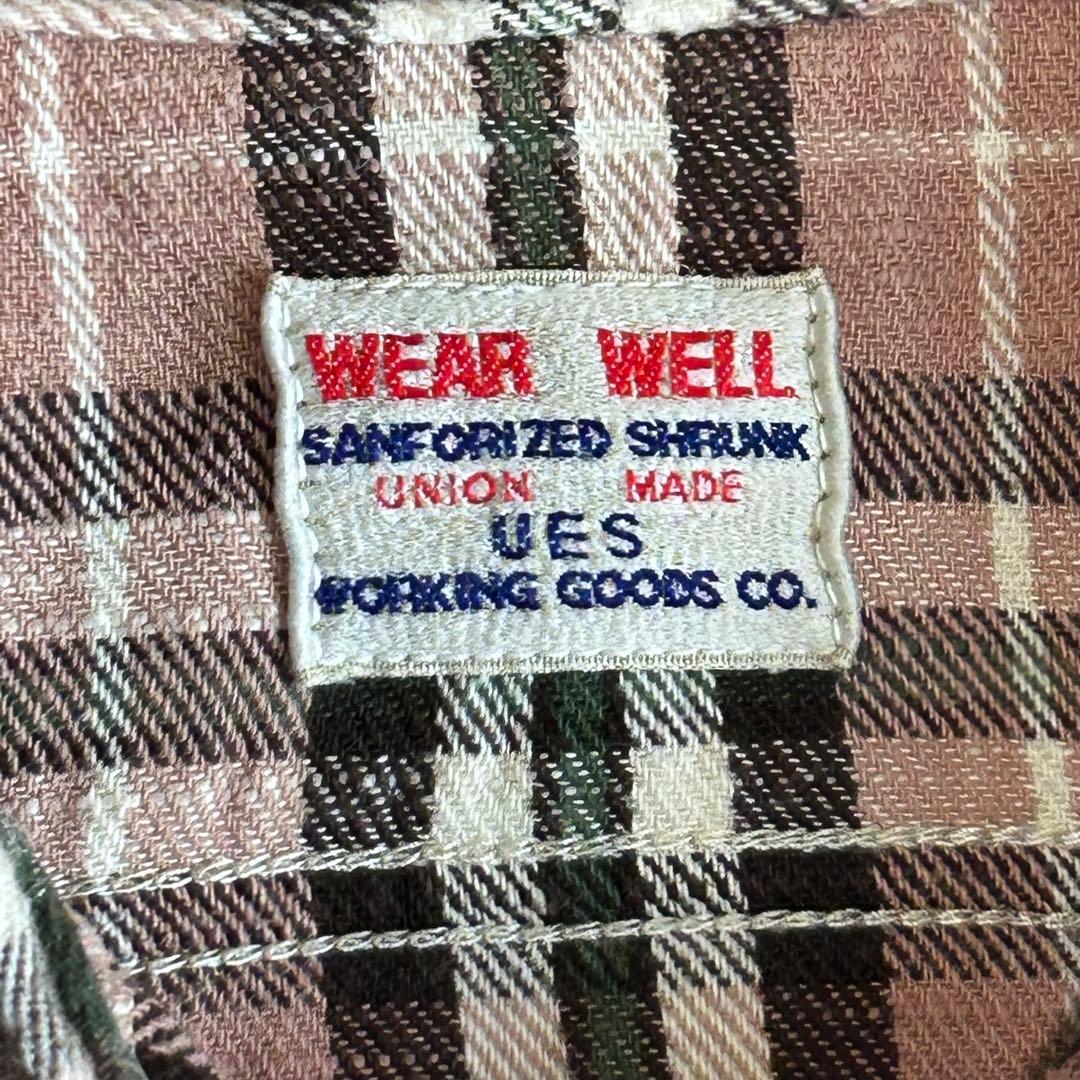 WEAR WELL
SANFORIZED SHRUNK
UNION MADE
UES
WORKING GOODS CO.